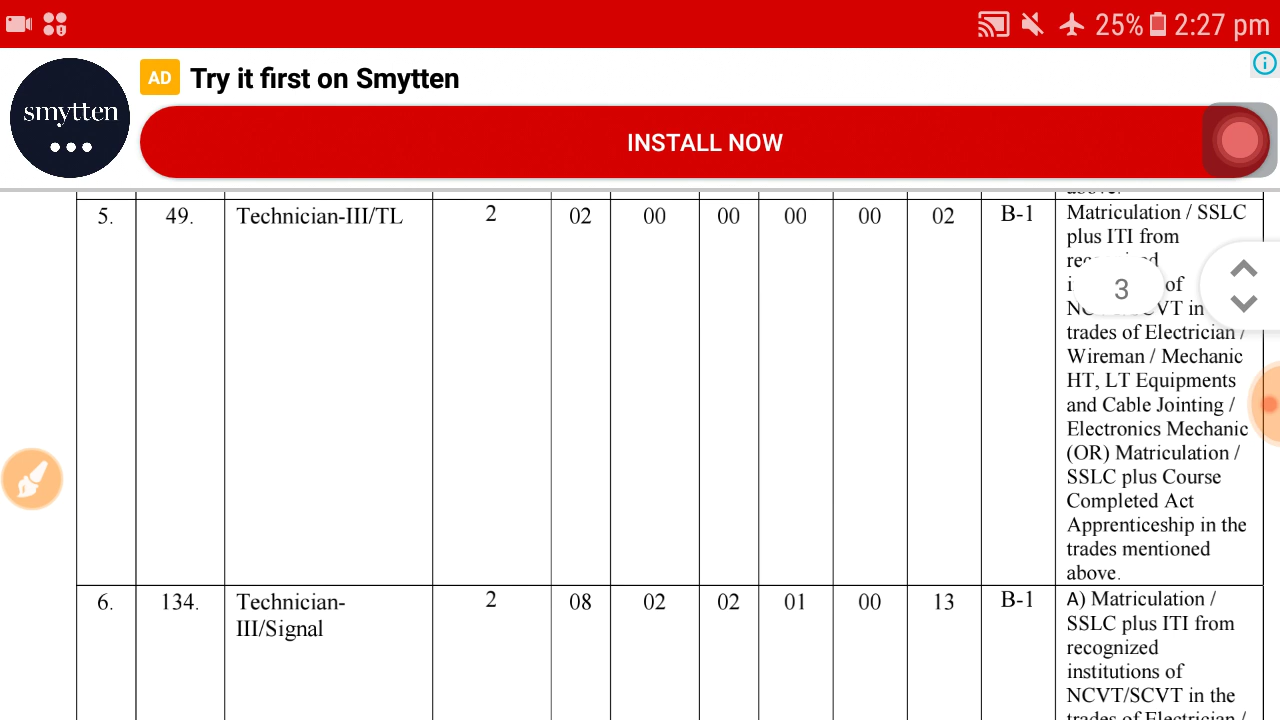 25% 2:27 pm
AD Try it first on Smytten
smytten
INSTALL NOW
above.
5. 49. Technician-III/TL 2 02 00 00 00 00 02 B-1 Matriculation / SSLC
plus ITI from
of
3
in
trades of Electrician /
Wireman / Mechanic
HT, LT Equipments
and Cable Jointing /
Electronics Mechanic
(OR) Matriculation /
SSLC plus Course
Completed Act
Apprenticeship in the
trades mentioned
above.
6. 134. Technician- 2 08 02 02 01 00 13 B-1 A) Matriculation /
III/Signal SSLC plus ITI from
recognized
institutions of
NCVT/SCVT in the
trades of Electrician /